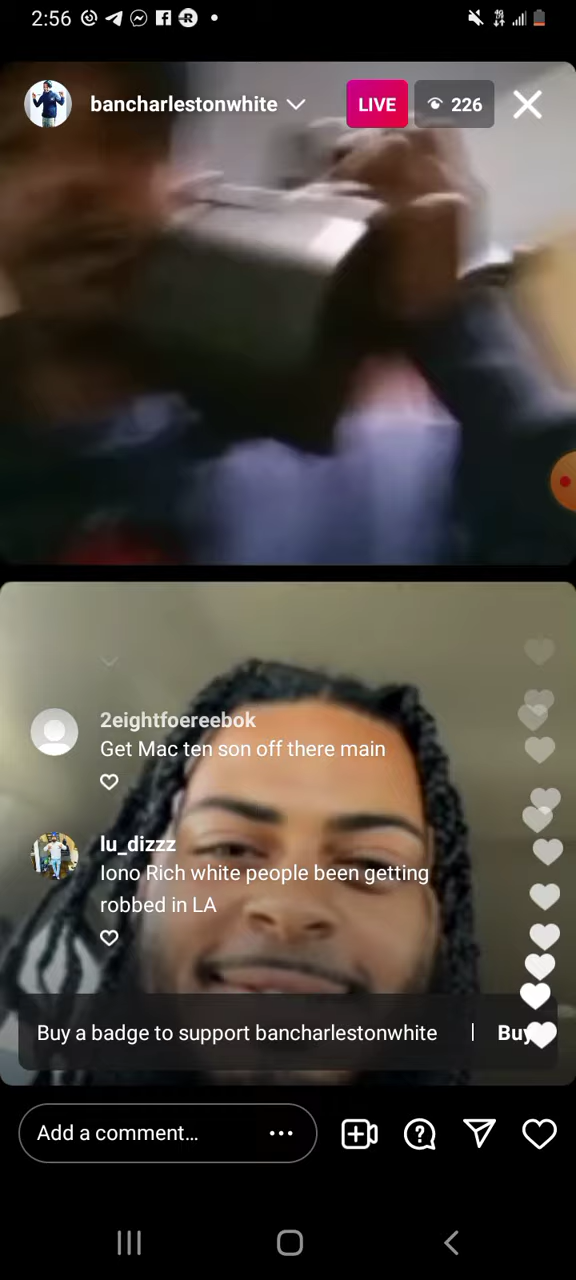 2:56
bancharlestonwhite
LIVE
226
2eightfoereebok
Get Mac ten son off there main
lu_dizzz
Iono Rich white people been getting
robbed in LA
Buy a badge to support bancharlestonwhite | Buy
Add a comment...